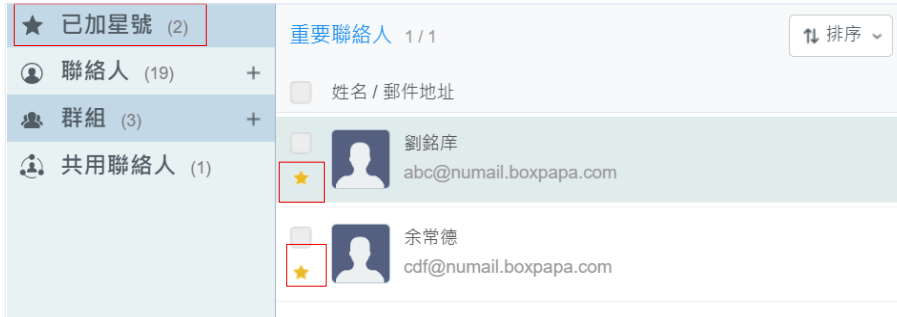 已加星號 (2)
聯絡人 (19) +
群組 (3) +
共用聯絡人 (1)
重要聯絡人 1 / 1
排序
姓名 / 郵件地址
劉銘庠
abc@numail.boxpapa.com
余常德
cdf@numail.boxpapa.com